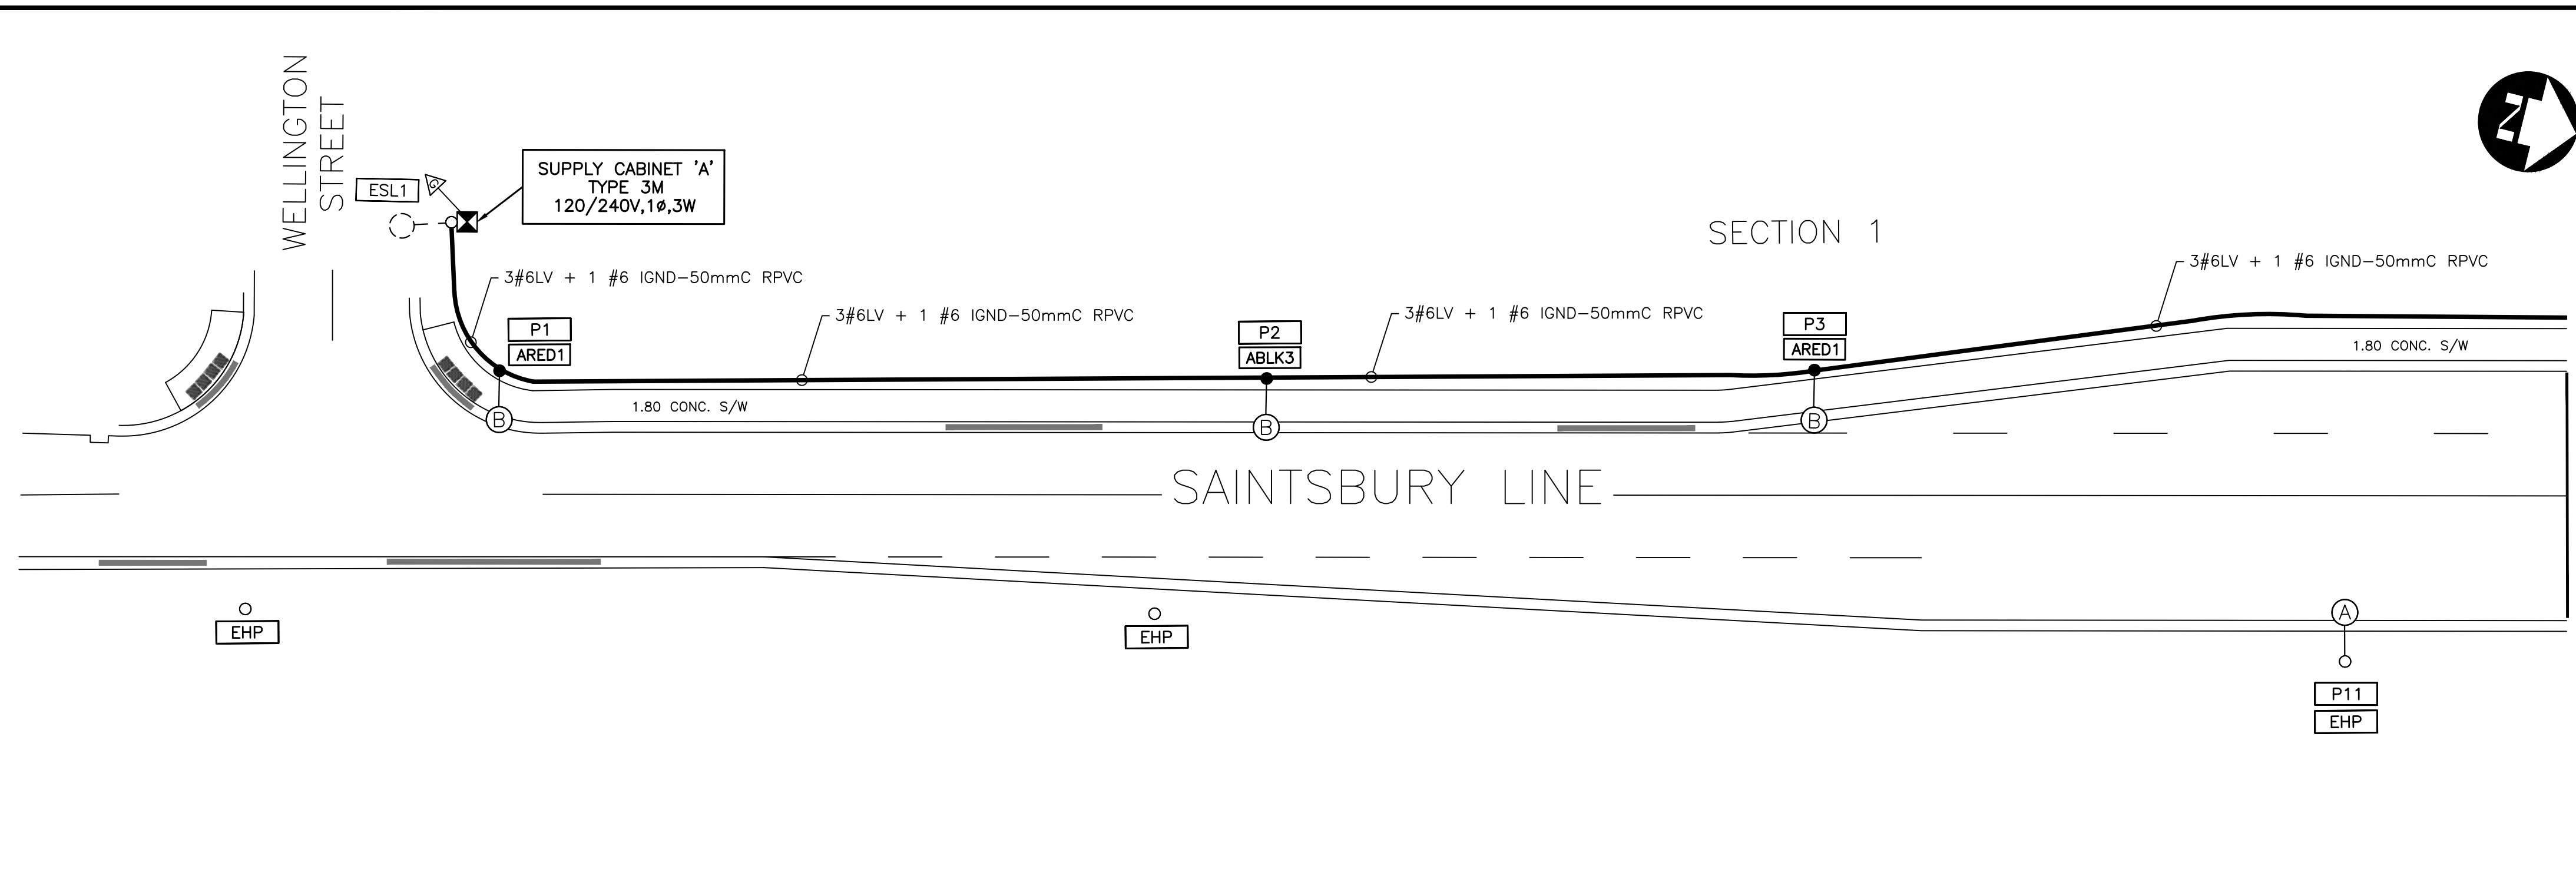 WELLINGTON
STREET
N
ESL1
G
SUPPLY CABINET 'A'
TYPE 3M
120/240V,1ø,3W
SECTION 1
3#6LV + 1 #6 IGND-50mmC RPVC
3#6LV + 1 #6 IGND-50mmC RPVC
3#6LV + 1 #6 IGND-50mmC RPVC
3#6LV + 1 #6 IGND-50mmC RPVC
P1
ARED1
P2
ABLK3
P3
ARED1
1.80 CONC. S/W
1.80 CONC. S/W
B
B
B
SAINTSBURY LINE
EHP
EHP
A
P11
EHP